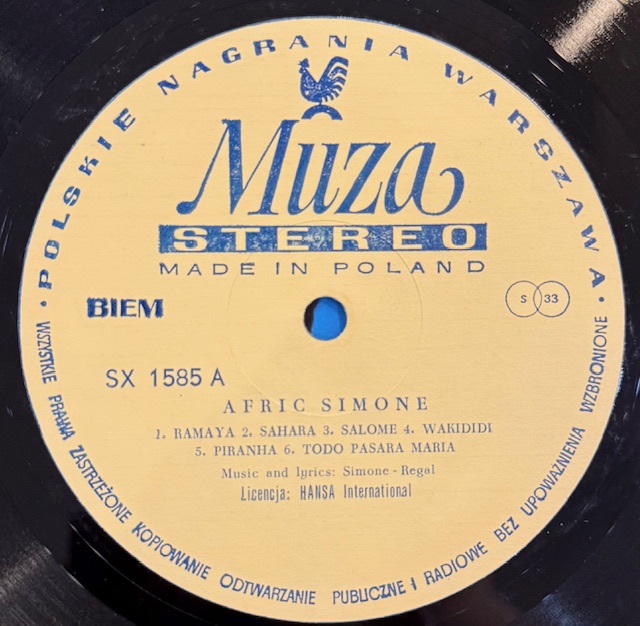 • POLSKIE NAGRANIA WARSZAWA •
Muza
STEREO
MADE IN POLAND
BIEM
S 33
SX 1585 A
AFRIC SIMONE
1. RAMAYA 2. SAHARA 3. SALOME 4. WAKIDIDI
5. PIRANHA 6. TODO PASARA MARIA
Music and lyrics: Simone - Regal
Licencja: HANSA International
WSZYSTKIE PRAWA ZASTRZEŻONE KOPIOWANIE ODTWARZANIE PUBLICZNE I RADIOWE BEZ UPOWAŻNIENIA WZBRONIONE